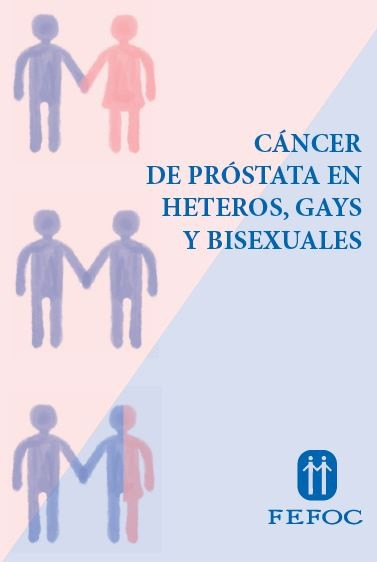 CÁNCER
DE PRÓSTATA EN
HETEROS, GAYS
Y BISEXUALES
FEFOC